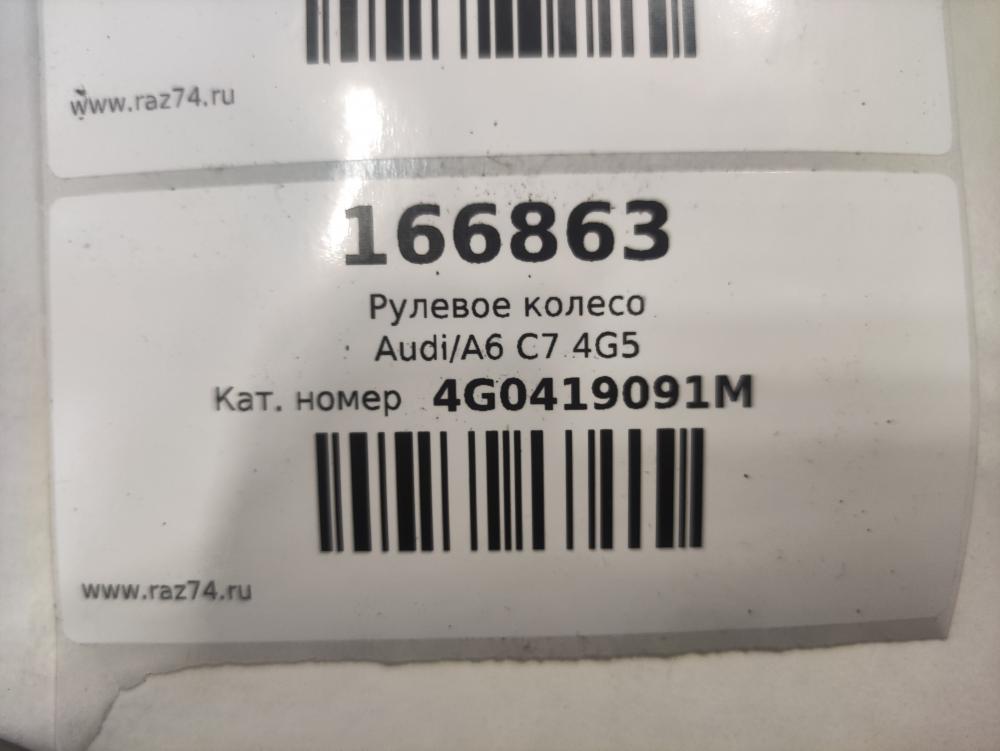 www.raz74.ru
166863
Рулевое колесо
Audi/A6 C7 4G5
Кат. номер 4G0419091M
www.raz74.ru